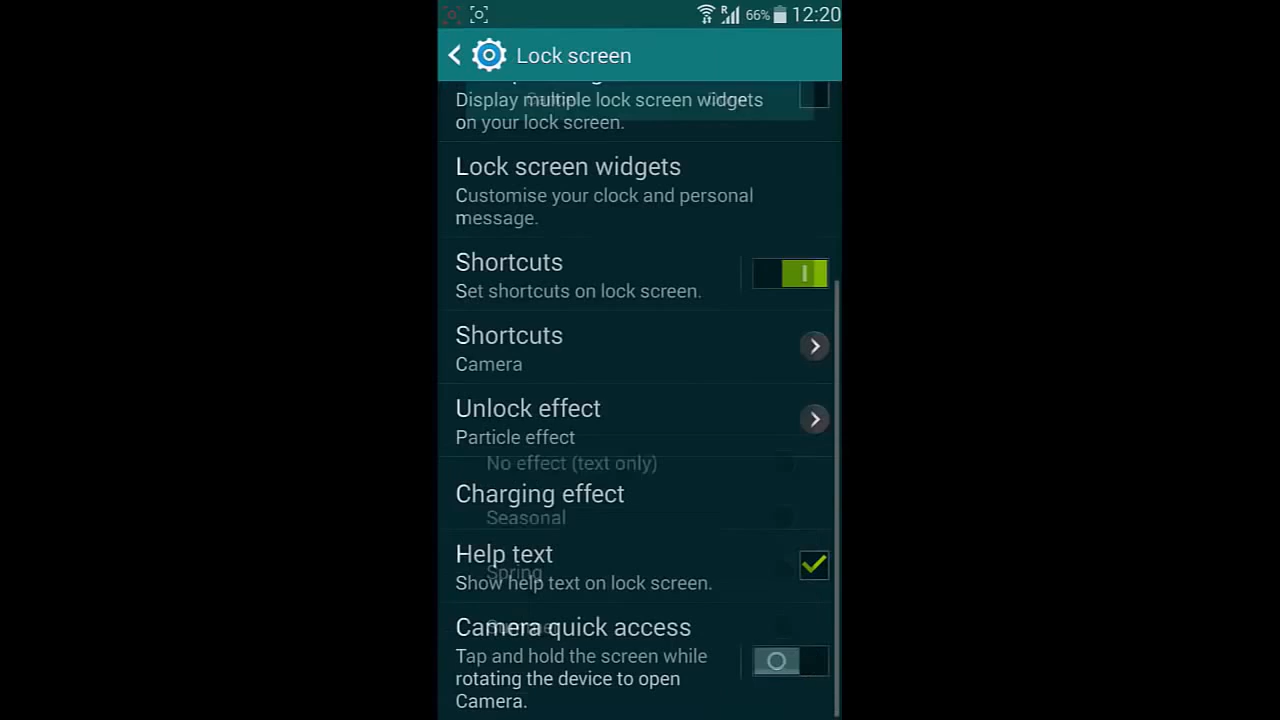 R 66% 12:20
Lock screen
Display multiple lock screen widgets
on your lock screen.
Lock screen widgets
Customise your clock and personal
message.
Shortcuts
Set shortcuts on lock screen.
Shortcuts
Camera
Unlock effect
Particle effect
No effect (text only)
Charging effect
Seasonal
Help text
Spring
Show help text on lock screen.
Camera quick access
Tap and hold the screen while
rotating the device to open
Camera.